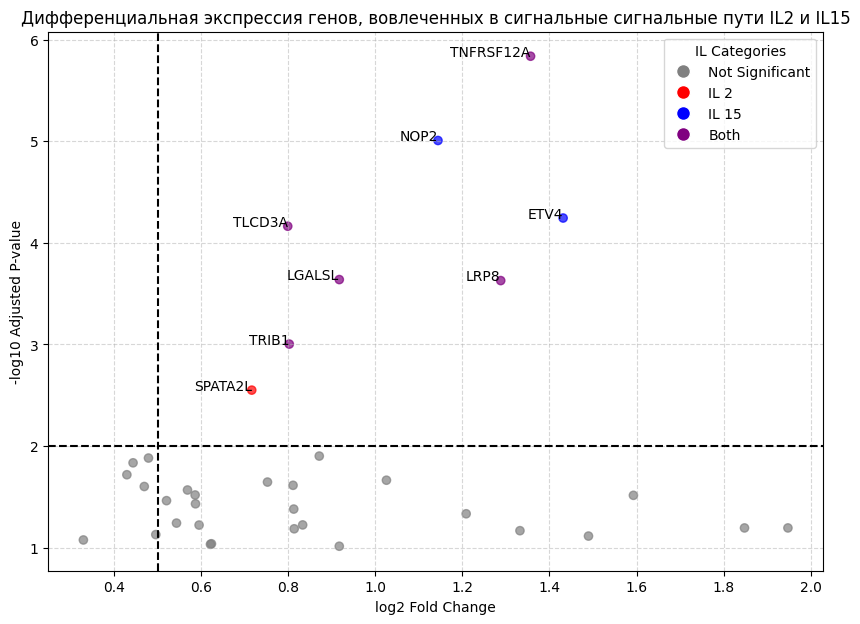 Дифференциальная экспрессия генов, вовлеченных в сигнальные сигнальные пути IL2 и IL15
IL Categories
Not Significant
IL 2
IL 15
Both
TNFRSF12A
NOP2
ETV4
TLCD3A
LGALSL
LRP8
TRIB1
SPATA2L
-log10 Adjusted P-value
6
5
4
3
2
1
0.4 0.6 0.8 1.0 1.2 1.4 1.6 1.8 2.0
log2 Fold Change